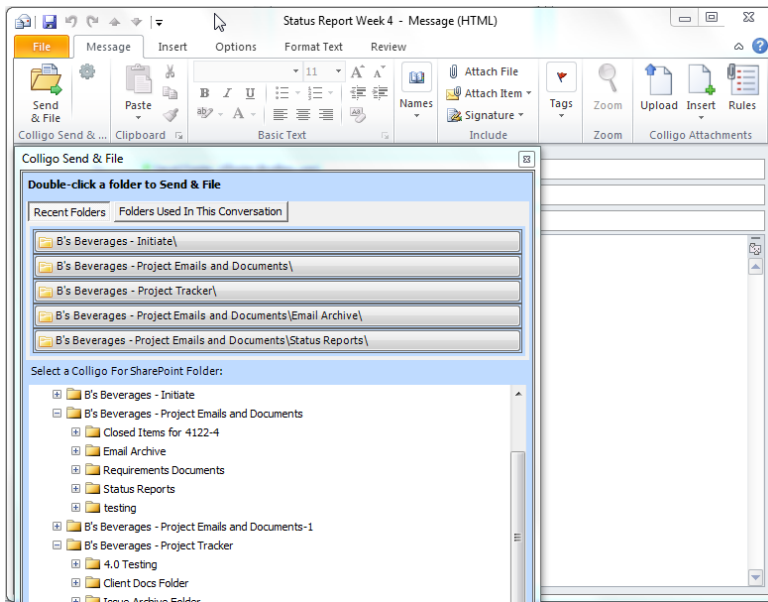 Status Report Week 4 - Message (HTML)
File Message Insert Options Format Text Review
Send & File
Paste
11
B I U
Names
Attach File
Attach Item
Signature
Tags
Zoom
Upload Insert Rules
Colligo Send & ... Clipboard Basic Text Include Zoom Colligo Attachments
Colligo Send & File
Double-click a folder to Send & File
Recent Folders Folders Used In This Conversation
B's Beverages - Initiate\
B's Beverages - Project Emails and Documents\
B's Beverages - Project Tracker\
B's Beverages - Project Emails and Documents\Email Archive\
B's Beverages - Project Emails and Documents\Status Reports\
Select a Colligo For SharePoint Folder:
B's Beverages - Initiate
B's Beverages - Project Emails and Documents
Closed Items for 4122-4
Email Archive
Requirements Documents
Status Reports
testing
B's Beverages - Project Emails and Documents-1
B's Beverages - Project Tracker
4.0 Testing
Client Docs Folder
Issue Archive Folder